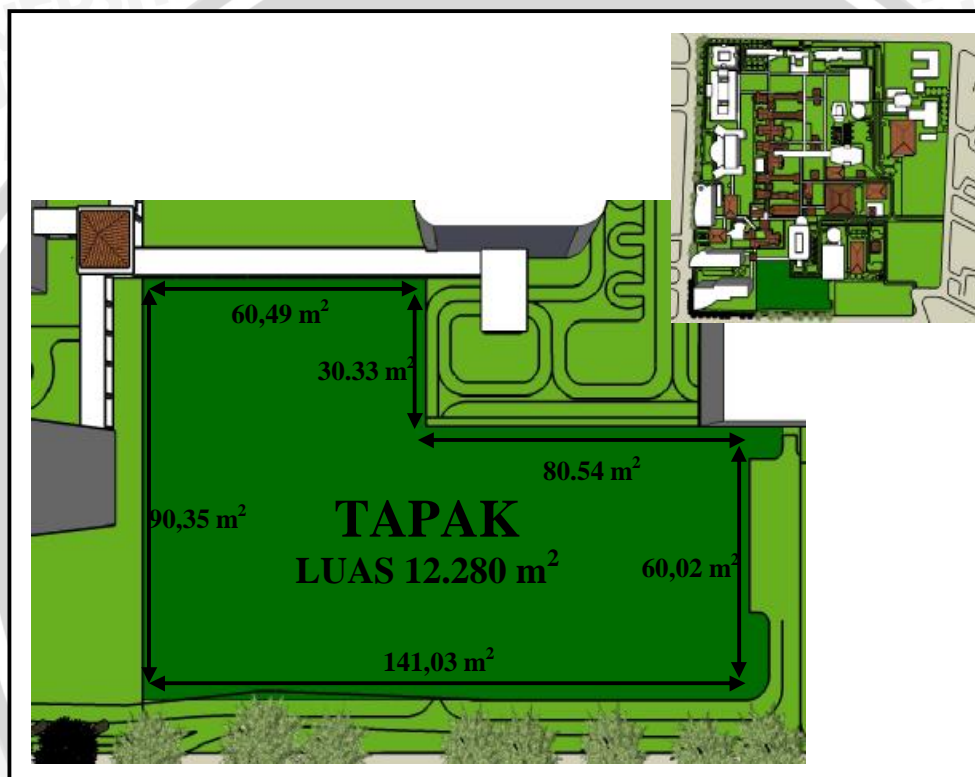 60,49 m²
30.33 m²
80.54 m²
90,35 m²
TAPAK
LUAS 12.280 m²
60,02 m²
141,03 m²